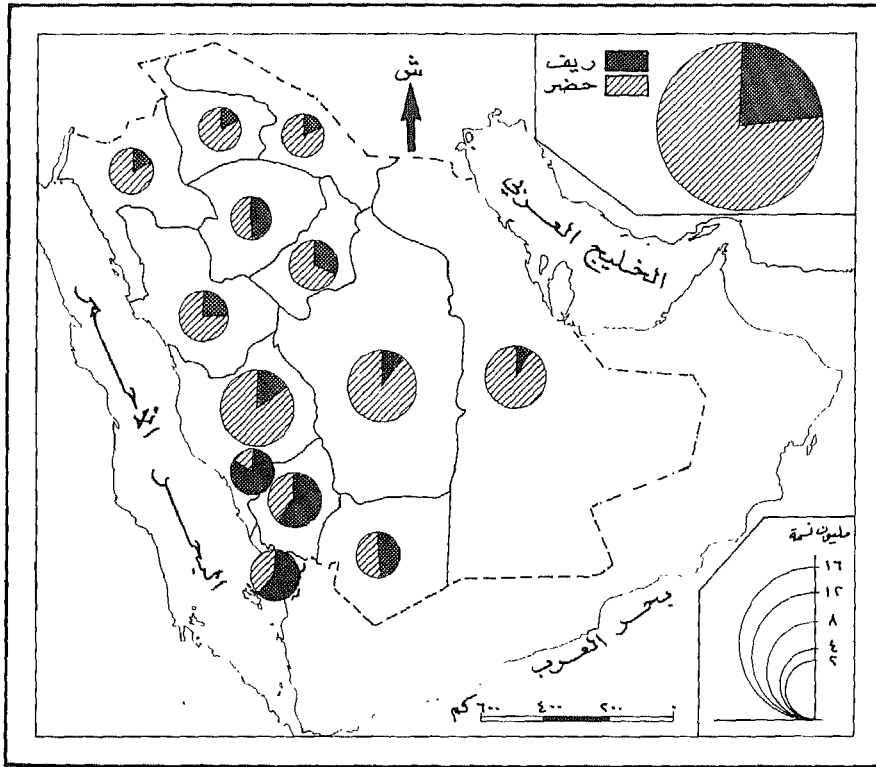 ريف
حضر
ش
الخليج العربي
البحر الأحمر
بحر العرب
مليون نسمة
١٦
١٢
٨
٤
٢
كم ٦٠٠ ٤٠٠ ٢٠٠ ٠